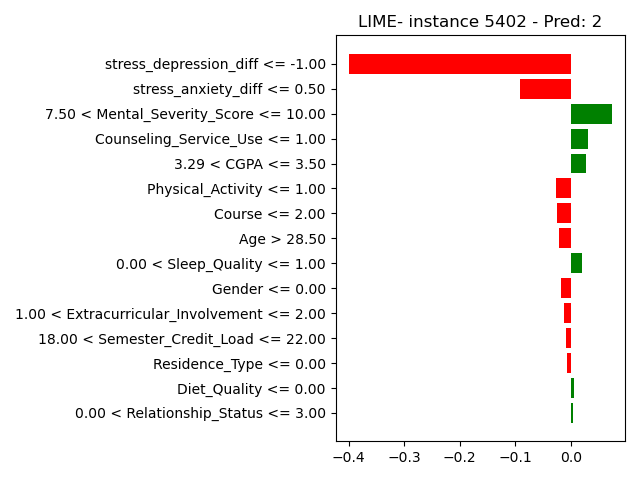 LIME- instance 5402 - Pred: 2
stress_depression_diff <= -1.00
stress_anxiety_diff <= 0.50
7.50 < Mental_Severity_Score <= 10.00
Counseling_Service_Use <= 1.00
3.29 < CGPA <= 3.50
Physical_Activity <= 1.00
Course <= 2.00
Age > 28.50
0.00 < Sleep_Quality <= 1.00
Gender <= 0.00
1.00 < Extracurricular_Involvement <= 2.00
18.00 < Semester_Credit_Load <= 22.00
Residence_Type <= 0.00
Diet_Quality <= 0.00
0.00 < Relationship_Status <= 3.00
−0.4 −0.3 −0.2 −0.1 0.0